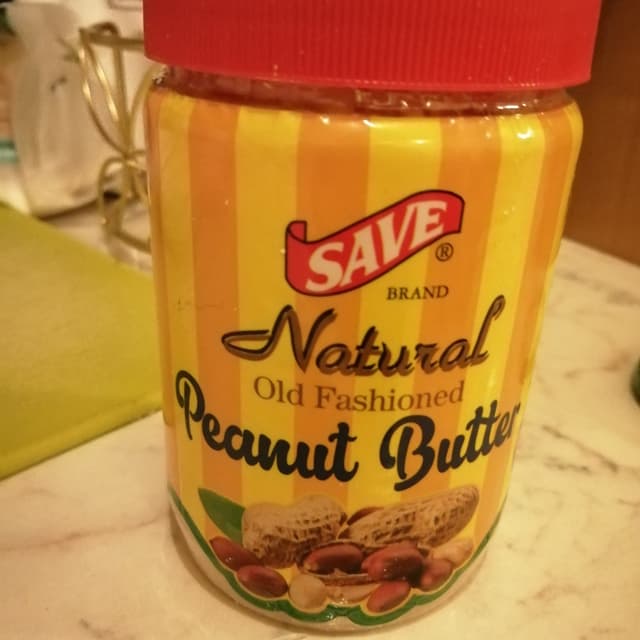 SAVE®
BRAND
Natural
Old Fashioned
Peanut Butter